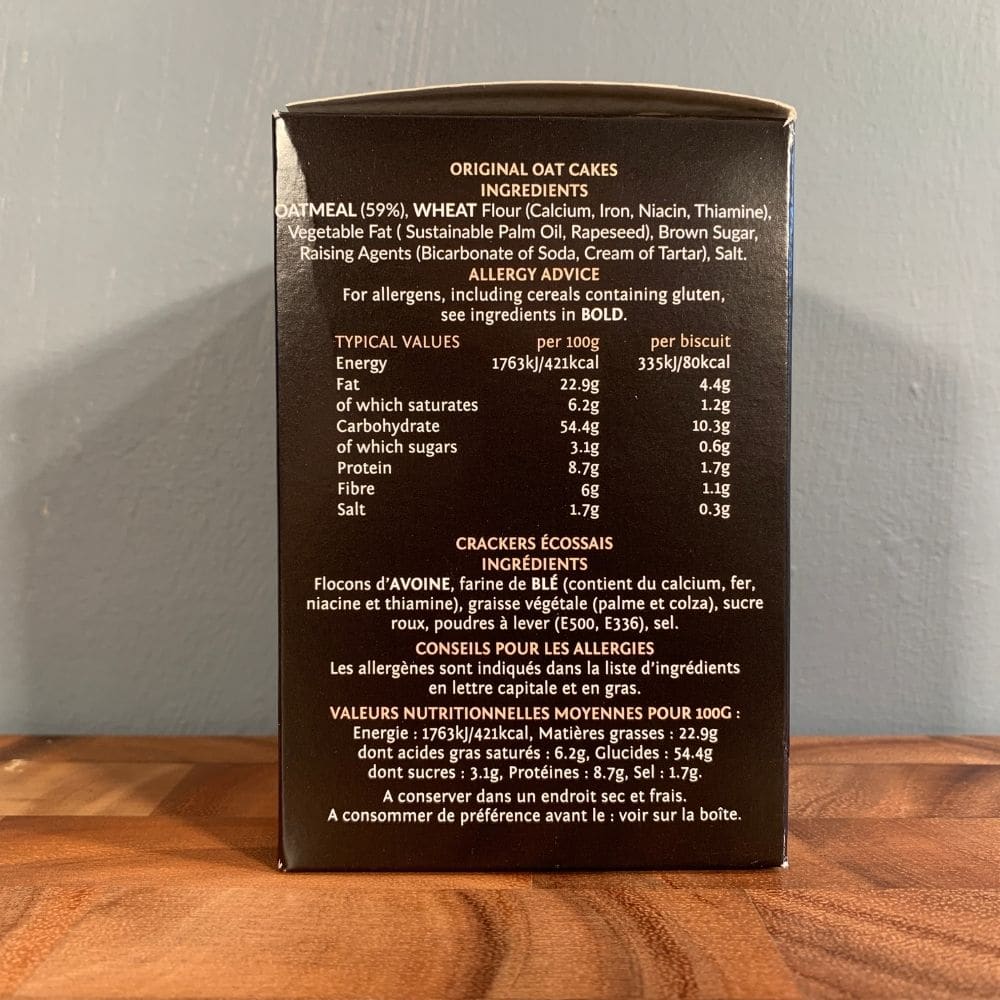 ORIGINAL OAT CAKES
INGREDIENTS
OATMEAL (59%), WHEAT Flour (Calcium, Iron, Niacin, Thiamine),
Vegetable Fat ( Sustainable Palm Oil, Rapeseed), Brown Sugar,
Raising Agents (Bicarbonate of Soda, Cream of Tartar), Salt.
ALLERGY ADVICE
For allergens, including cereals containing gluten,
see ingredients in BOLD.
TYPICAL VALUES per 100g per biscuit
Energy 1763kJ/421kcal 335kJ/80kcal
Fat 22.9g 4.4g
of which saturates 6.2g 1.2g
Carbohydrate 54.4g 10.3g
of which sugars 3.1g 0.6g
Protein 8.7g 1.7g
Fibre 6g 1.1g
Salt 1.7g 0.3g
CRACKERS ÉCOSSAIS
INGRÉDIENTS
Flocons d'AVOINE, farine de BLÉ (contient du calcium, fer,
niacine et thiamine), graisse végétale (palme et colza), sucre
roux, poudres à lever (E500, E336), sel.
CONSEILS POUR LES ALLERGIES
Les allergènes sont indiqués dans la liste d'ingrédients
en lettre capitale et en gras.
VALEURS NUTRITIONNELLES MOYENNES POUR 100G :
Energie : 1763kJ/421kcal, Matières grasses : 22.9g
dont acides gras saturés : 6.2g, Glucides : 54.4g
dont sucres : 3.1g, Protéines : 8.7g, Sel : 1.7g.
A conserver dans un endroit sec et frais.
A consommer de préférence avant le : voir sur la boîte.